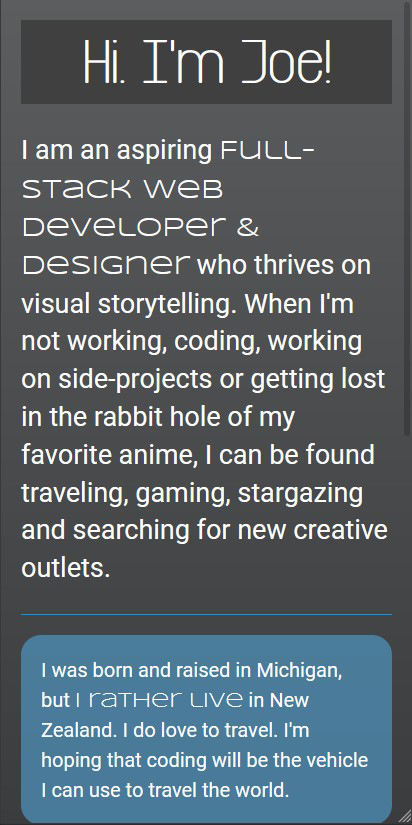 Hi. I'm Joe!
I am an aspiring Full-
Stack Web
Developer &
Designer who thrives on
visual storytelling. When I'm
not working, coding, working
on side-projects or getting lost
in the rabbit hole of my
favorite anime, I can be found
traveling, gaming, stargazing
and searching for new creative
outlets.
I was born and raised in Michigan,
but I rather live in New
Zealand. I do love to travel. I'm
hoping that coding will be the vehicle
I can use to travel the world.